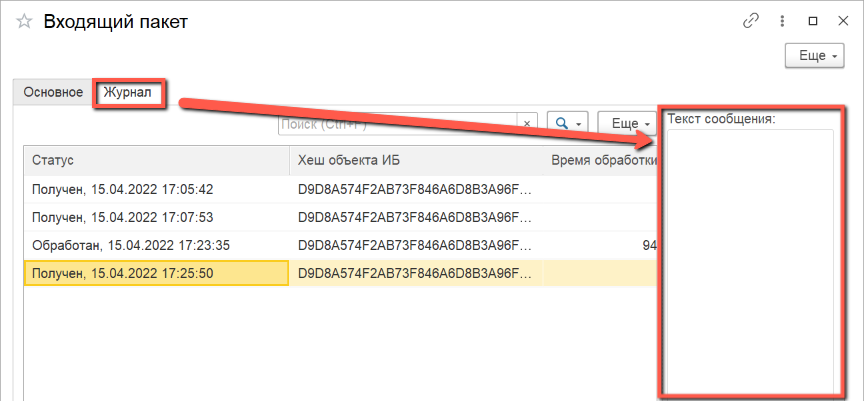 Входящий пакет
Еще
Основное Журнал
Поиск (Ctrl+F) × Еще Текст сообщения:
Статус Хеш объекта ИБ Время обработки
Получен, 15.04.2022 17:05:42 D9D8A574F2AB73F846A6D8B3A96F...
Получен, 15.04.2022 17:07:53 D9D8A574F2AB73F846A6D8B3A96F...
Обработан, 15.04.2022 17:23:35 D9D8A574F2AB73F846A6D8B3A96F... 94
Получен, 15.04.2022 17:25:50 D9D8A574F2AB73F846A6D8B3A96F...